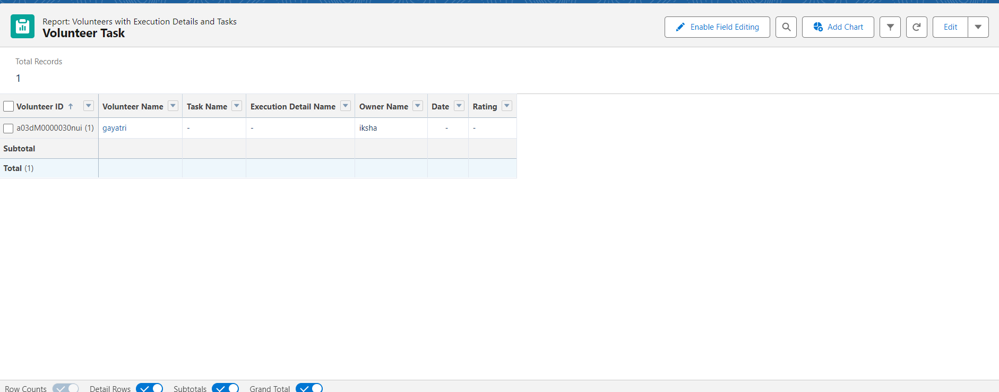 Report: Volunteers with Execution Details and Tasks
Volunteer Task
Enable Field Editing
Add Chart
Edit
Total Records
1
Volunteer ID Volunteer Name Task Name Execution Detail Name Owner Name Date Rating
a03dM0000030nui (1) gayatri - - iksha - -
Subtotal
Total (1)
Row Counts Detail Rows Subtotals Grand Total